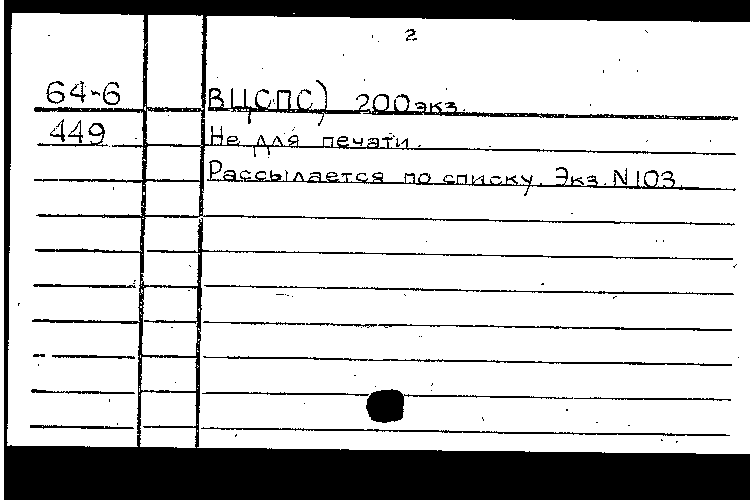 2
64-6 ВЦСПС) 200экз.
449 Не для печати.
Рассылается по списку. Экз. N103.